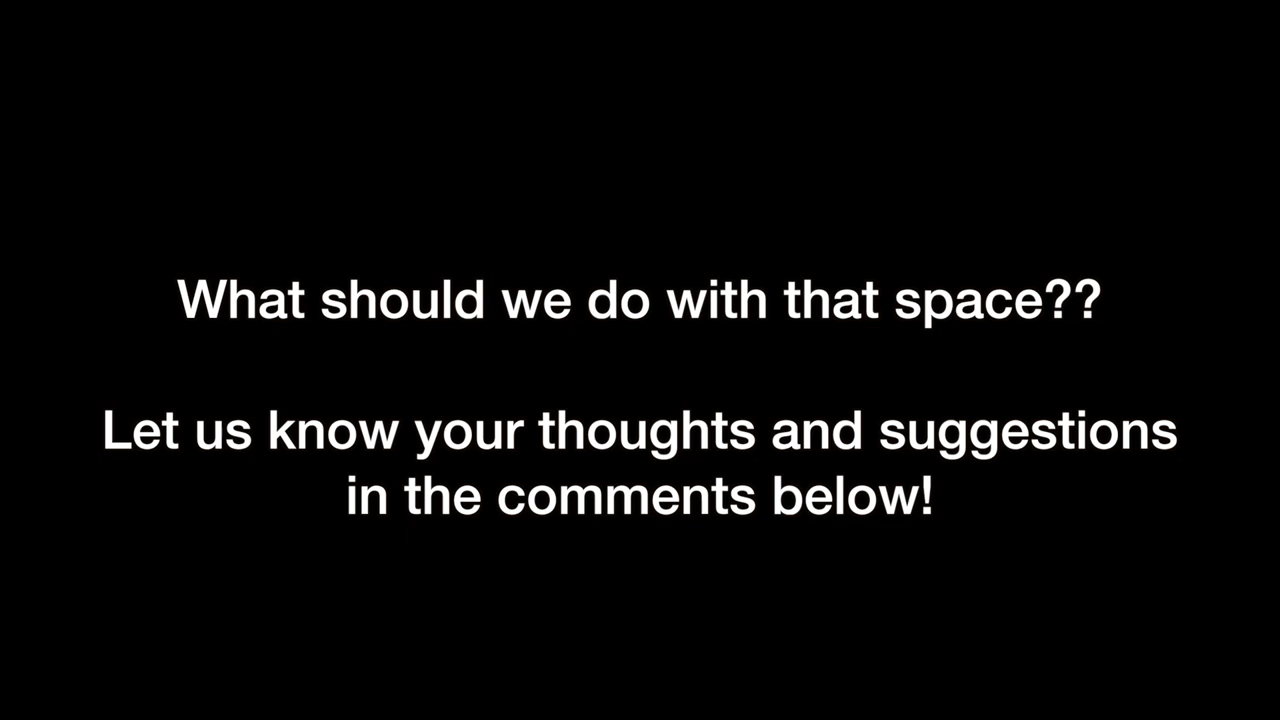 What should we do with that space??
Let us know your thoughts and suggestions
in the comments below!